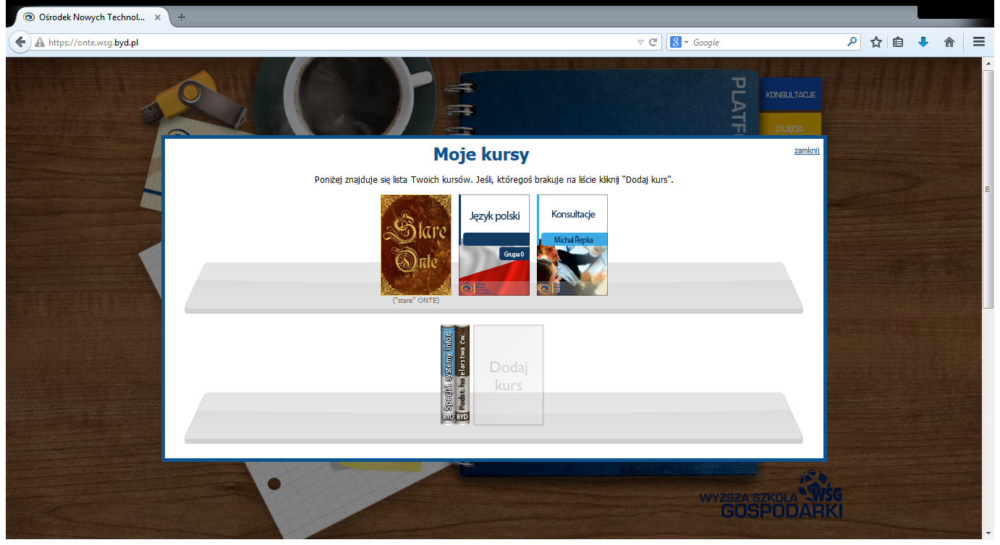 Ośrodek Nowych Technol...
https://onte.wsg.byd.pl
Google
PLATFO
KONSULTACJE
ZAJĘCIA
Moje kursy
zamknij
Poniżej znajduje się lista Twoich kursów. Jeśli, któregoś brakuje na liście kliknij “Dodaj kurs”.
Stare
Onte
("stare" ONTE)
Język polski
Grupa 0
Konsultacje
Michał Řepka
Specjal: systemy infor.
BYD
Podst. hotelarstwa ćw.
BYD
Dodaj
kurs
WYŻSZA SZKOŁA WSG
GOSPODARKI